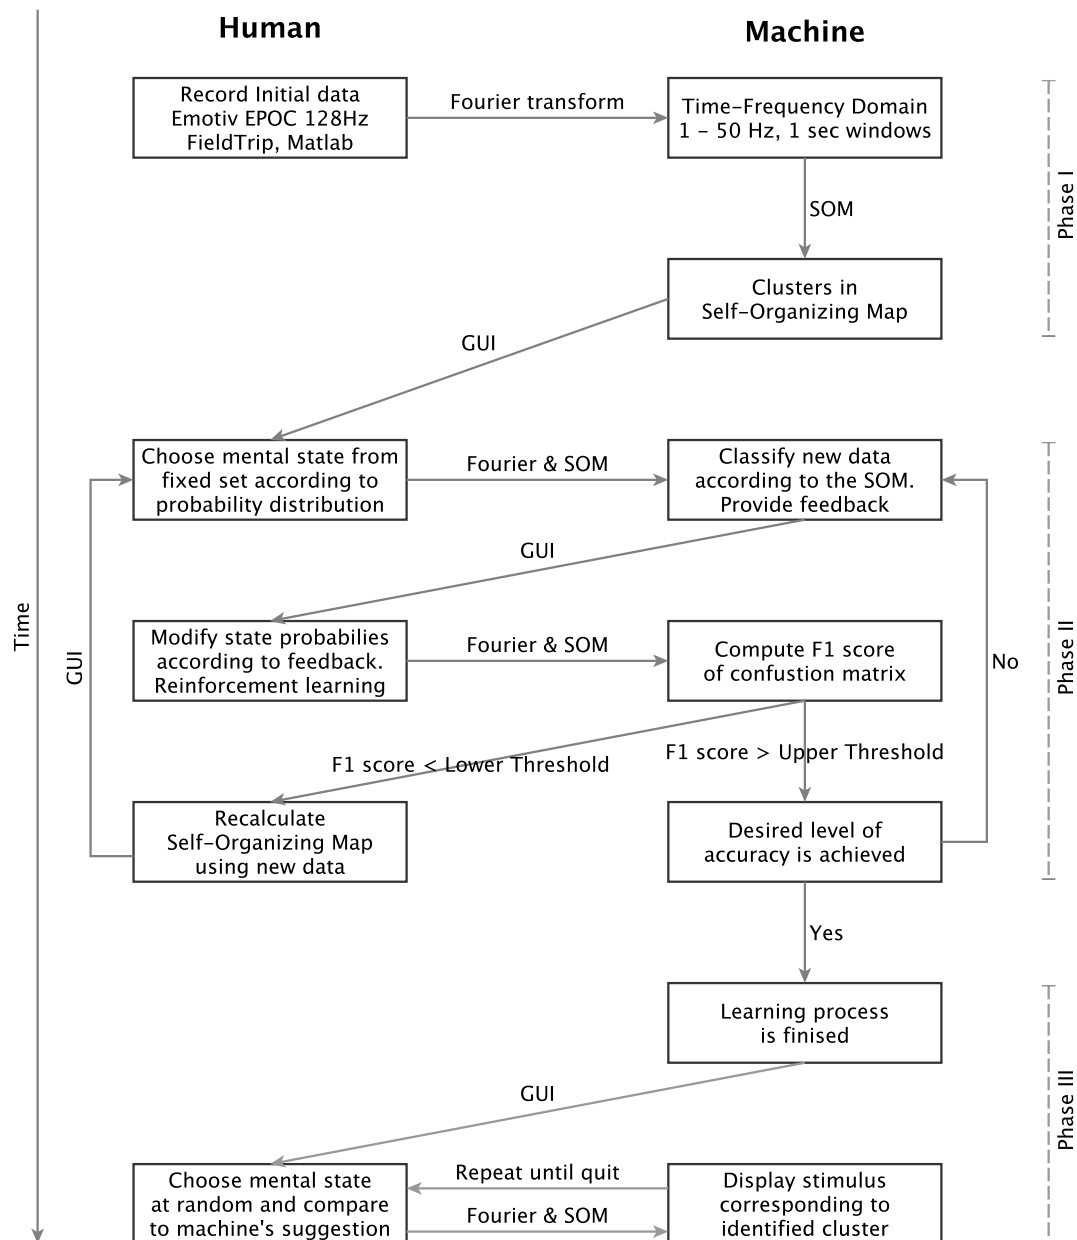 Human
Machine
Record Initial data
Emotiv EPOC 128Hz
FieldTrip, Matlab
Fourier transform
Time-Frequency Domain
1 - 50 Hz, 1 sec windows
Phase I
SOM
Clusters in
Self-Organizing Map
GUI
Choose mental state from
fixed set according to
probability distribution
Fourier & SOM
Classify new data
according to the SOM.
Provide feedback
GUI
Time
GUI
Modify state probabilies
according to feedback.
Reinforcement learning
Fourier & SOM
Compute F1 score
of confustion matrix
No
Phase II
F1 score < Lower Threshold
F1 score > Upper Threshold
Recalculate
Self-Organizing Map
using new data
Desired level of
accuracy is achieved
Yes
Learning process
is finised
GUI
Phase III
Choose mental state
at random and compare
to machine's suggestion
Repeat until quit
Fourier & SOM
Display stimulus
corresponding to
identified cluster